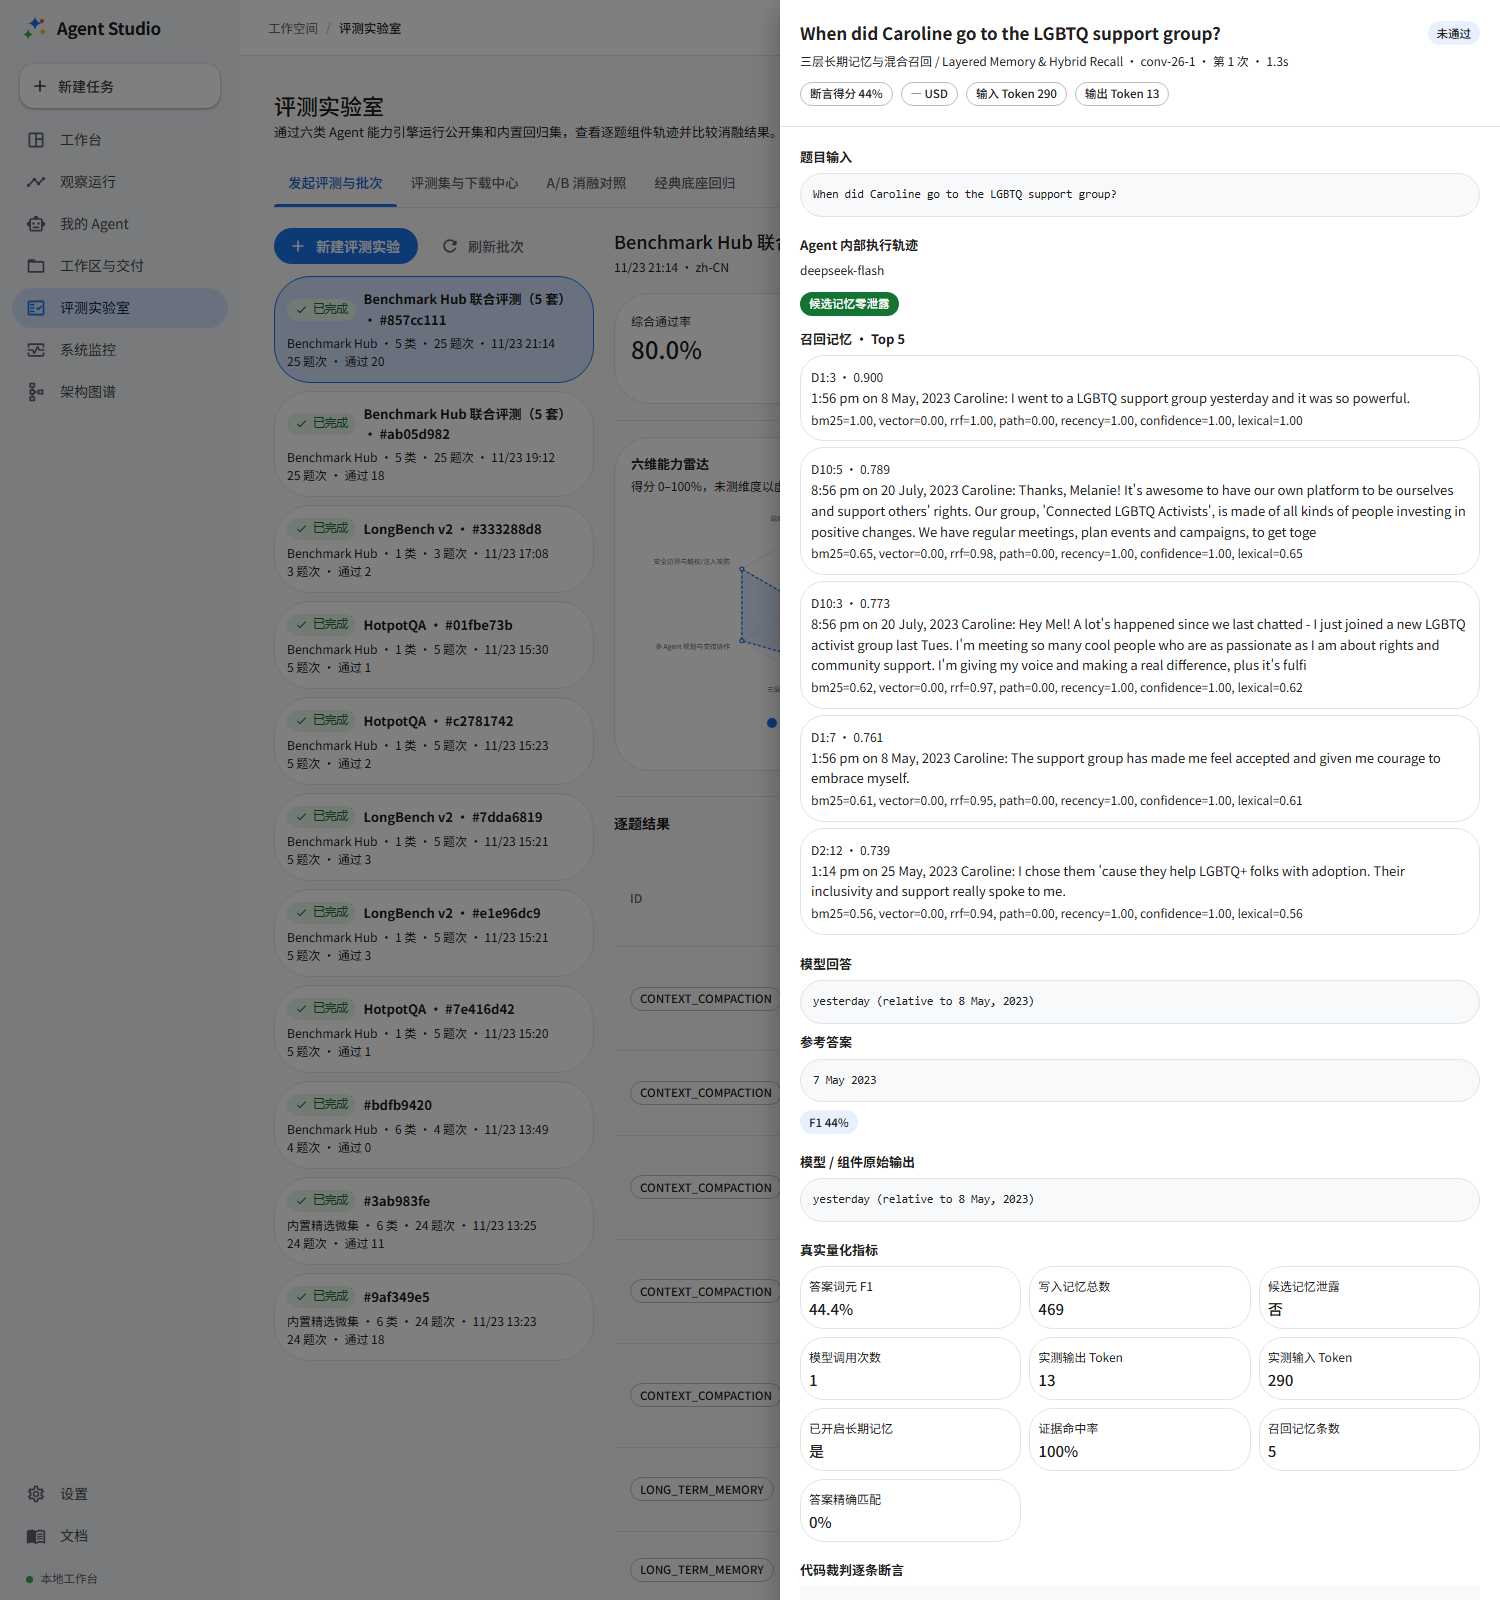 Agent Studio
新建任务
工作台
观察运行
我的 Agent
工作区与交付
评测实验室
系统监控
架构图谱
设置
文档
本地工作台
工作空间 / 评测实验室
评测实验室
通过六类 Agent 能力引擎运行公开集和内置回归集，查看逐题组件轨迹并比较消融结果。
发起评测与批次
评测集与下载中心
A/B 消融对照
经典底座回归
新建评测实验
刷新批次
已完成 Benchmark Hub 联合评测（5 套）
• #857cc111
Benchmark Hub • 5 类 • 25 题次 • 11/23 21:14
25 题次 • 通过 20
已完成 Benchmark Hub 联合评测（5 套）
• #ab05d982
Benchmark Hub • 5 类 • 25 题次 • 11/23 19:12
25 题次 • 通过 18
已完成 LongBench v2 • #333288d8
Benchmark Hub • 1 类 • 3 题次 • 11/23 17:08
3 题次 • 通过 2
已完成 HotpotQA • #01fbe73b
Benchmark Hub • 1 类 • 5 题次 • 11/23 15:30
5 题次 • 通过 1
已完成 HotpotQA • #c2781742
Benchmark Hub • 1 类 • 5 题次 • 11/23 15:23
5 题次 • 通过 2
已完成 LongBench v2 • #7dda6819
Benchmark Hub • 1 类 • 5 题次 • 11/23 15:21
5 题次 • 通过 3
已完成 LongBench v2 • #e1e96dc9
Benchmark Hub • 1 类 • 5 题次 • 11/23 15:21
5 题次 • 通过 3
已完成 HotpotQA • #7e416d42
Benchmark Hub • 1 类 • 5 题次 • 11/23 15:20
5 题次 • 通过 1
已完成 #bdfb9420
Benchmark Hub • 6 类 • 4 题次 • 11/23 13:49
4 题次 • 通过 0
已完成 #3ab983fe
内置精选微集 • 6 类 • 24 题次 • 11/23 13:25
24 题次 • 通过 11
已完成 #9af349e5
内置精选微集 • 6 类 • 24 题次 • 11/23 13:23
24 题次 • 通过 18
Benchmark Hub 联
11/23 21:14 • zh-CN
综合通过率
80.0%
六维能力雷达
得分 0–100%，未测维度以
安全边界与越权/注入攻防
多 Agent 规划与交接协作
逐题结果
ID
CONTEXT_COMPACTION
CONTEXT_COMPACTION
CONTEXT_COMPACTION
CONTEXT_COMPACTION
CONTEXT_COMPACTION
LONG_TERM_MEMORY
LONG_TERM_MEMORY
When did Caroline go to the LGBTQ support group?
未通过
三层长期记忆与混合召回 / Layered Memory & Hybrid Recall • conv-26-1 • 第 1 次 • 1.3s
断言得分 44%
— USD
输入 Token 290
输出 Token 13
题目输入
When did Caroline go to the LGBTQ support group?
Agent 内部执行轨迹
deepseek-flash
候选记忆零泄露
召回记忆 • Top 5
D1:3 • 0.900
1:56 pm on 8 May, 2023 Caroline: I went to a LGBTQ support group yesterday and it was so powerful.
bm25=1.00, vector=0.00, rrf=1.00, path=0.00, recency=1.00, confidence=1.00, lexical=1.00
D10:5 • 0.789
8:56 pm on 20 July, 2023 Caroline: Thanks, Melanie! It's awesome to have our own platform to be ourselves
and support others' rights. Our group, 'Connected LGBTQ Activists', is made of all kinds of people investing in
positive changes. We have regular meetings, plan events and campaigns, to get toge
bm25=0.65, vector=0.00, rrf=0.98, path=0.00, recency=1.00, confidence=1.00, lexical=0.65
D10:3 • 0.773
8:56 pm on 20 July, 2023 Caroline: Hey Mel! A lot's happened since we last chatted - I just joined a new LGBTQ
activist group last Tues. I'm meeting so many cool people who are as passionate as I am about rights and
community support. I'm giving my voice and making a real difference, plus it's fulfi
bm25=0.62, vector=0.00, rrf=0.97, path=0.00, recency=1.00, confidence=1.00, lexical=0.62
D1:7 • 0.761
1:56 pm on 8 May, 2023 Caroline: The support group has made me feel accepted and given me courage to
embrace myself.
bm25=0.61, vector=0.00, rrf=0.95, path=0.00, recency=1.00, confidence=1.00, lexical=0.61
D2:12 • 0.739
1:14 pm on 25 May, 2023 Caroline: I chose them 'cause they help LGBTQ+ folks with adoption. Their
inclusivity and support really spoke to me.
bm25=0.56, vector=0.00, rrf=0.94, path=0.00, recency=1.00, confidence=1.00, lexical=0.56
模型回答
yesterday (relative to 8 May, 2023)
参考答案
7 May 2023
F1 44%
模型 / 组件原始输出
yesterday (relative to 8 May, 2023)
真实量化指标
答案词元 F1
44.4%
写入记忆总数
469
候选记忆泄露
否
模型调用次数
1
实测输出 Token
13
实测输入 Token
290
已开启长期记忆
是
证据命中率
100%
召回记忆条数
5
答案精确匹配
0%
代码裁判逐条断言